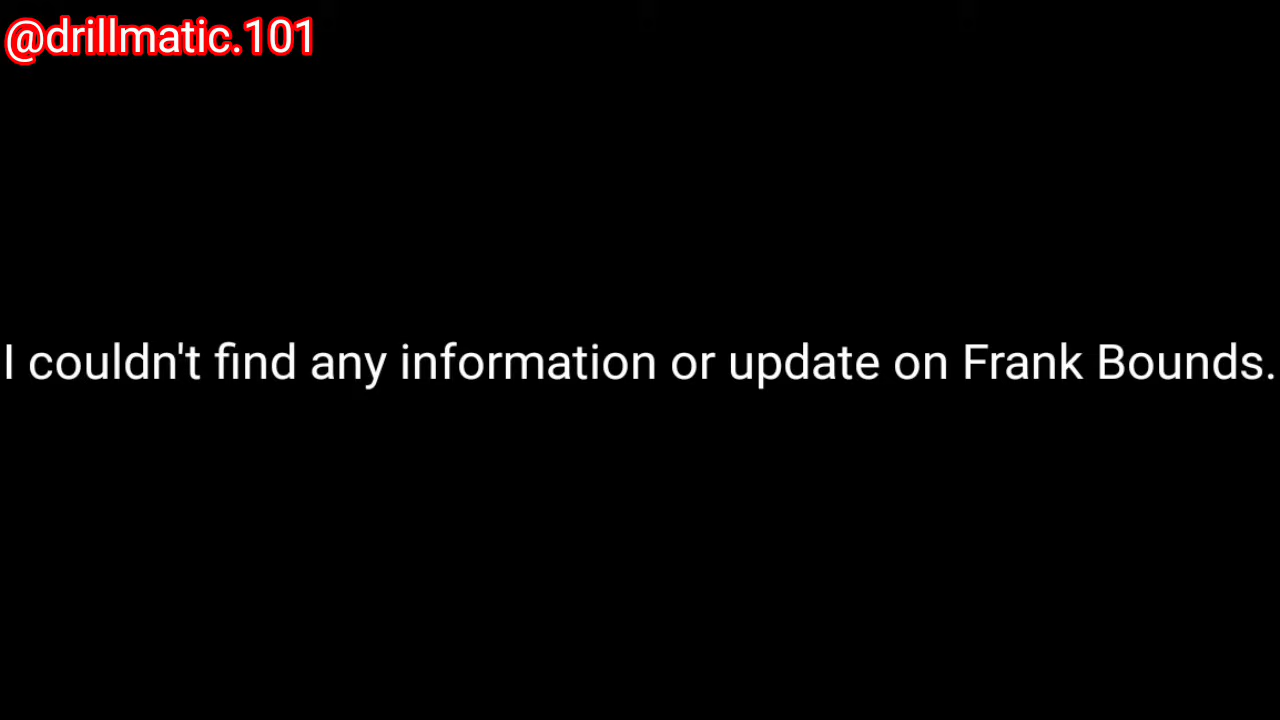 @drillmatic.101
I couldn't find any information or update on Frank Bounds.